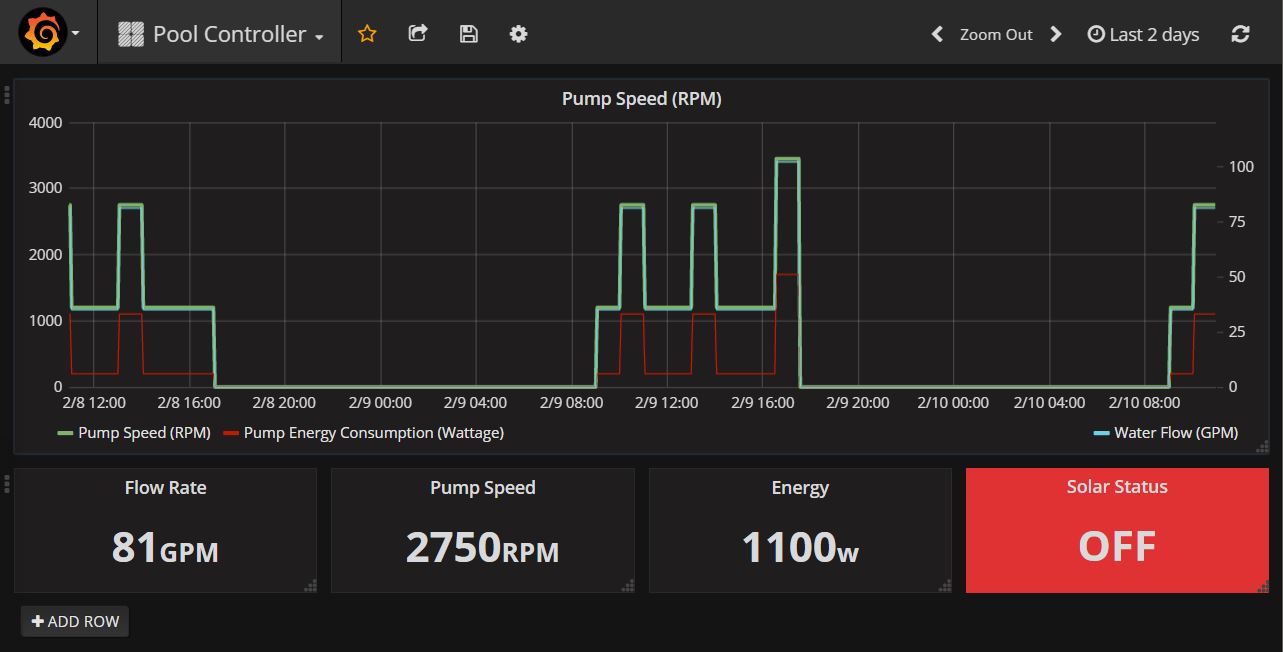 Pool Controller
Zoom Out
Last 2 days
Pump Speed (RPM)
4000
3000
2000
1000
0
100
75
50
25
0
2/8 12:00 2/8 16:00 2/8 20:00 2/9 00:00 2/9 04:00 2/9 08:00 2/9 12:00 2/9 16:00 2/9 20:00 2/10 00:00 2/10 04:00 2/10 08:00
Pump Speed (RPM) Pump Energy Consumption (Wattage) Water Flow (GPM)
Flow Rate
81GPM
Pump Speed
2750RPM
Energy
1100w
Solar Status
OFF
ADD ROW